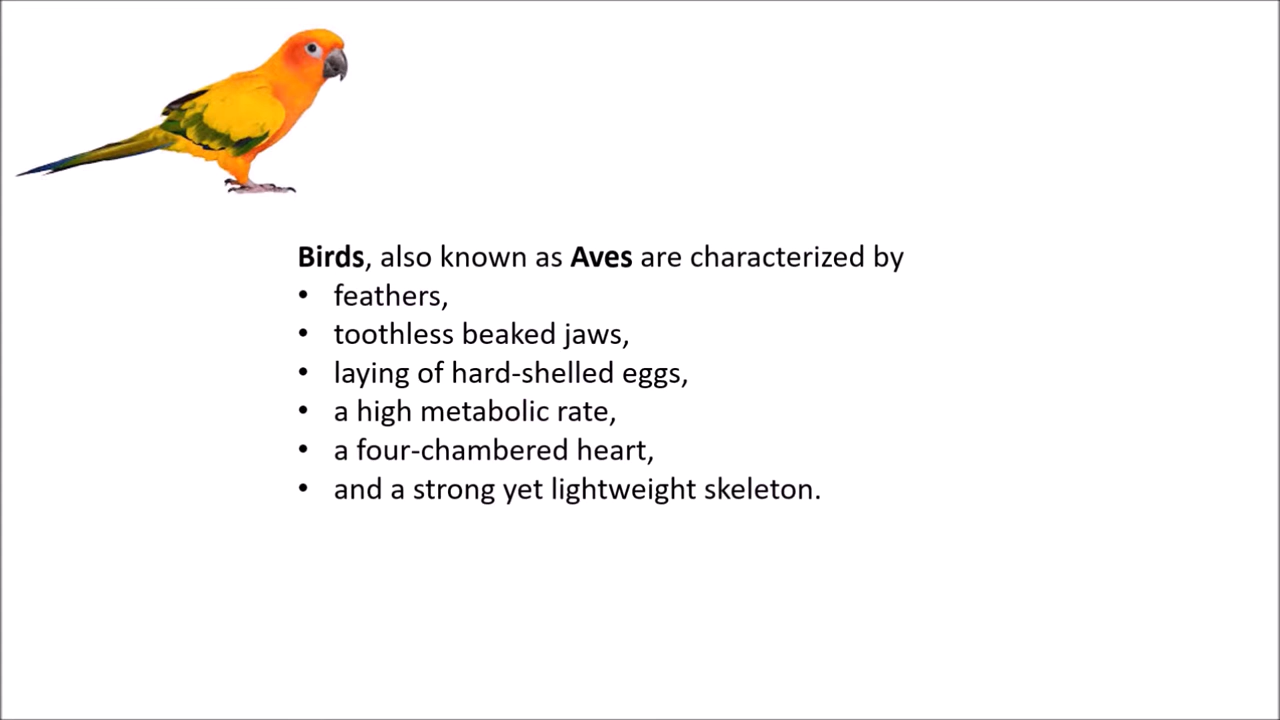 Birds, also known as Aves are characterized by
• feathers,
• toothless beaked jaws,
• laying of hard-shelled eggs,
• a high metabolic rate,
• a four-chambered heart,
• and a strong yet lightweight skeleton.